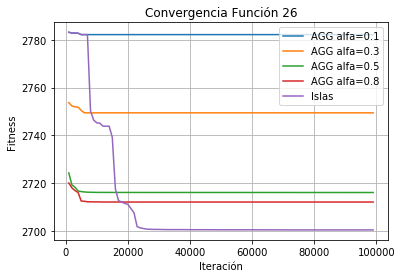 Convergencia Función 26
2780
2760
2740
2720
2700
Fitness
AGG alfa=0.1
AGG alfa=0.3
AGG alfa=0.5
AGG alfa=0.8
Islas
0 20000 40000 60000 80000 100000
Iteración